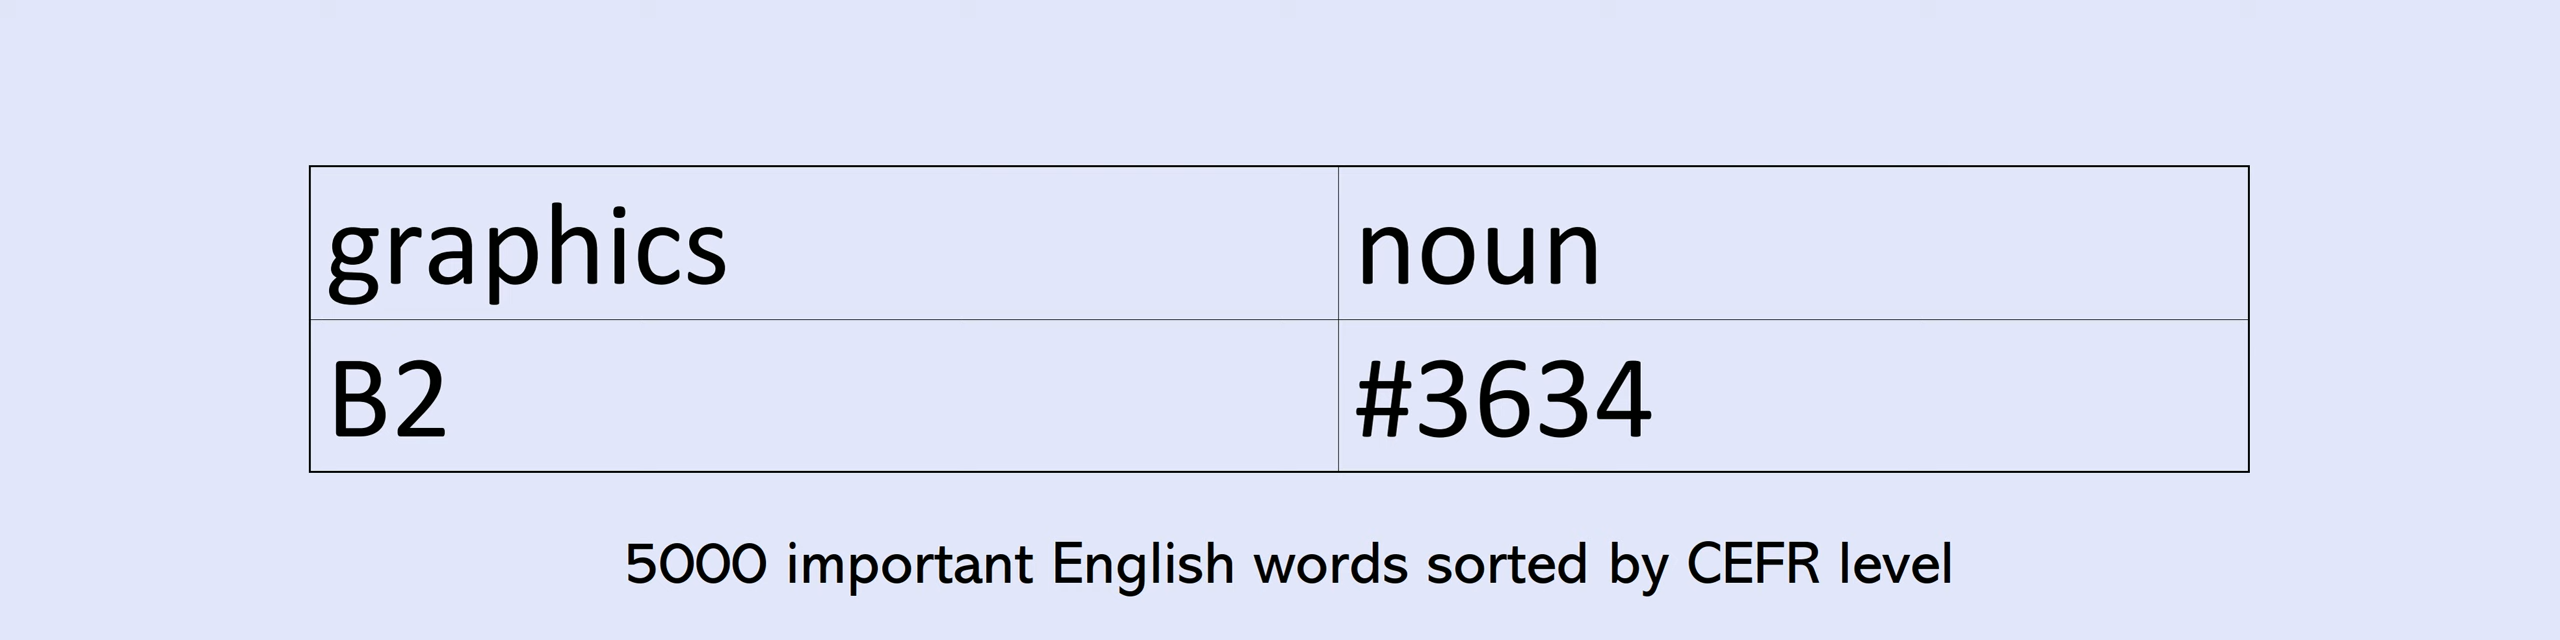 graphics noun
B2 #3634
5000 important English words sorted by CEFR level